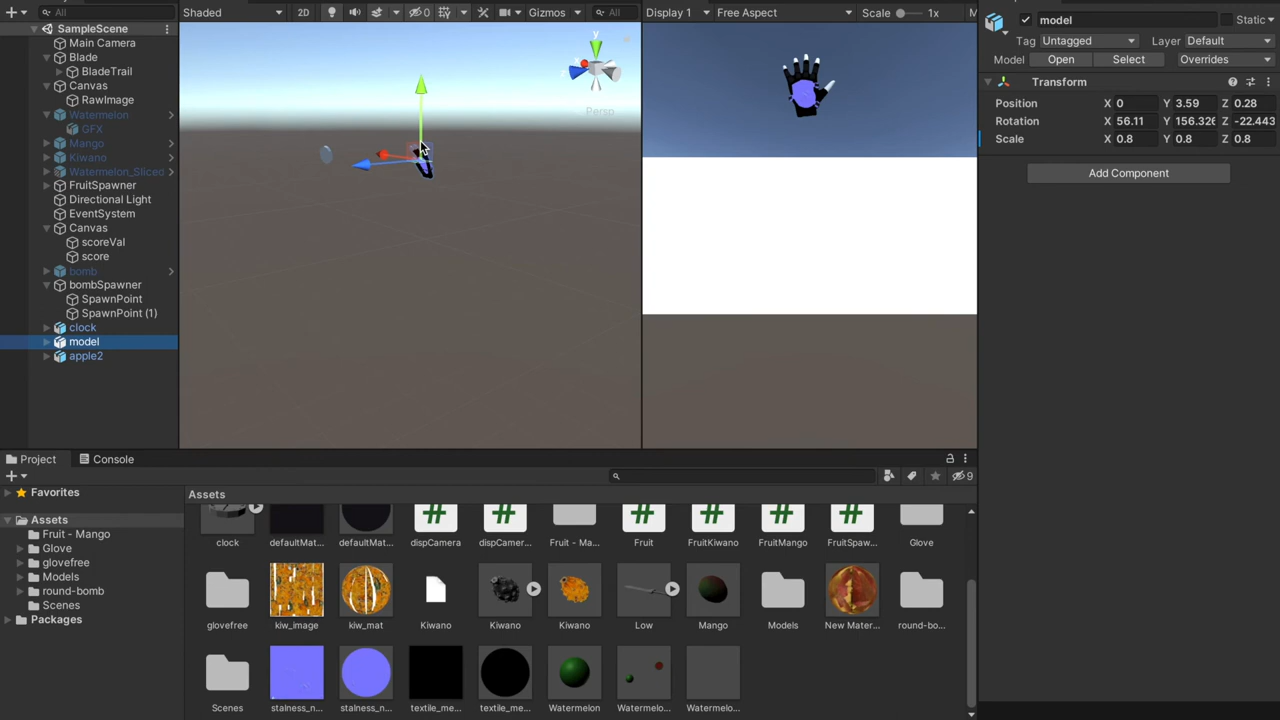 Shaded
2D
0
Gizmos
All
Display 1
Free Aspect
Scale
1x
M
All
SampleScene
Main Camera
Blade
BladeTrail
Canvas
RawImage
Watermelon
GFX
Mango
Kiwano
Watermelon_Sliced
FruitSpawner
Directional Light
EventSystem
Canvas
scoreVal
score
bomb
bombSpawner
SpawnPoint
SpawnPoint (1)
clock
model
apple2
y
Persp
model
Static
Tag Untagged Layer Default
Model Open Select Overrides
Transform
Position X 0 Y 3.59 Z 0.28
Rotation X 56.11 Y 156.326 Z -22.443
Scale X 0.8 Y 0.8 Z 0.8
Add Component
Project Console
9
Favorites
Assets
Fruit - Mango
Glove
glovefree
Models
round-bomb
Scenes
Packages
Assets
clock defaultMat... defaultMat... dispCamera dispCamer... Fruit - Ma... Fruit FruitKiwano FruitMango FruitSpaw... Glove
glovefree kiw_image kiw_mat Kiwano Kiwano Kiwano Low Mango Models New Mater... round-bo...
Scenes stalness_n... stalness_n... textile_me... textile_me... Watermelon Watermelo... Watermelo...